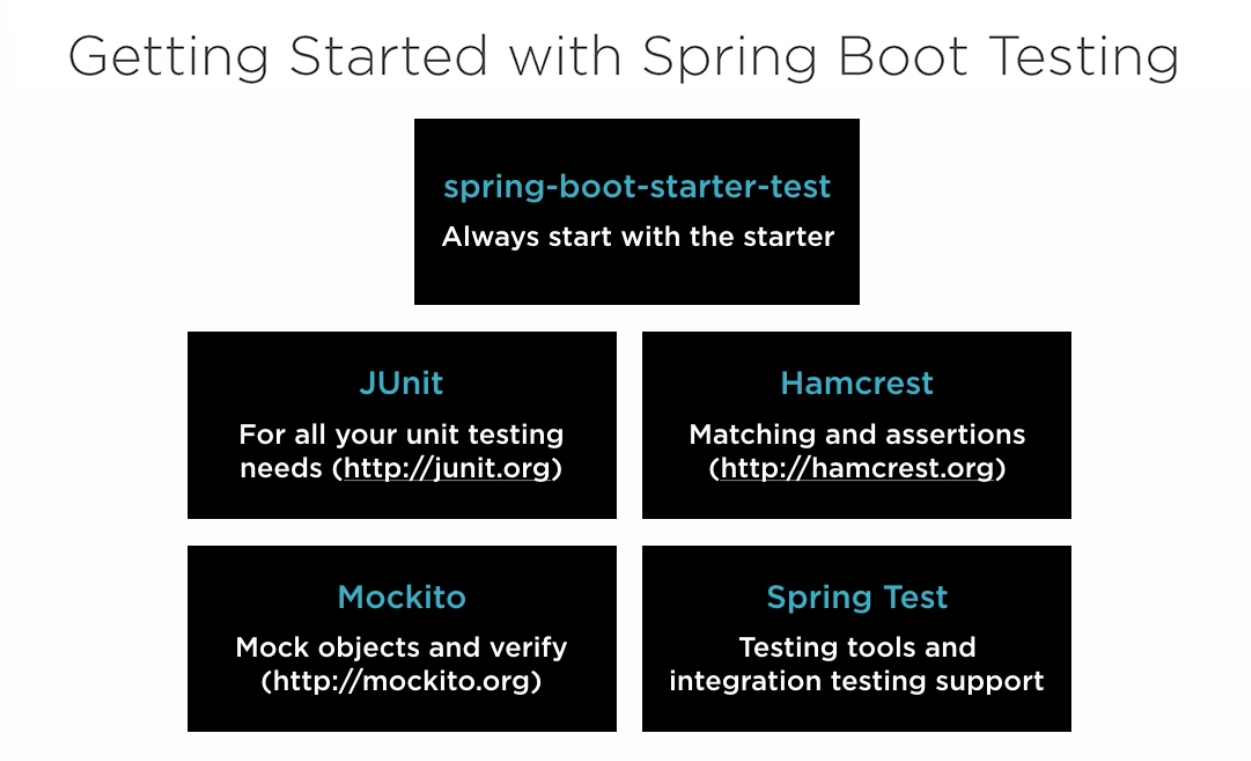 Getting Started with Spring Boot Testing
spring-boot-starter-test
Always start with the starter
JUnit
For all your unit testing
needs (http://junit.org)
Hamcrest
Matching and assertions
(http://hamcrest.org)
Mockito
Mock objects and verify
(http://mockito.org)
Spring Test
Testing tools and
integration testing support